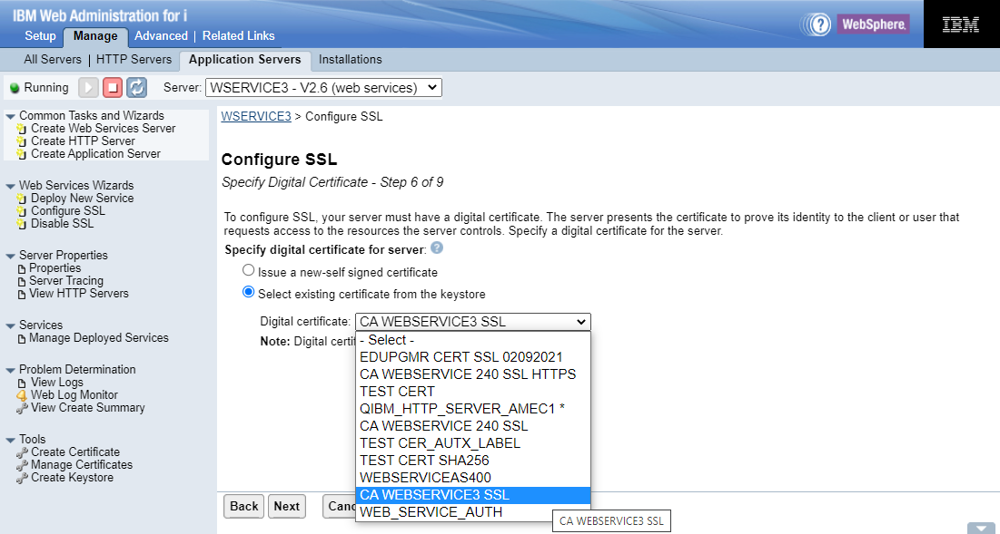 IBM Web Administration for i
Setup Manage Advanced | Related Links
WebSphere.
IBM
All Servers | HTTP Servers Application Servers Installations
Running Server: WSERVICE3 - V2.6 (web services)
Common Tasks and Wizards
Create Web Services Server
Create HTTP Server
Create Application Server
Web Services Wizards
Deploy New Service
Configure SSL
Disable SSL
Server Properties
Properties
Server Tracing
View HTTP Servers
Services
Manage Deployed Services
Problem Determination
View Logs
Web Log Monitor
View Create Summary
Tools
Create Certificate
Manage Certificates
Create Keystore
WSERVICE3 > Configure SSL
Configure SSL
Specify Digital Certificate - Step 6 of 9
To configure SSL, your server must have a digital certificate. The server presents the certificate to prove its identity to the client or user that
requests access to the resources the server controls. Specify a digital certificate for the server.
Specify digital certificate for server: ?
Issue a new-self signed certificate
Select existing certificate from the keystore
Digital certificate: CA WEBSERVICE3 SSL
Note: Digital certif
- Select -
EDUPGMR CERT SSL 02092021
CA WEBSERVICE 240 SSL HTTPS
TEST CERT
QIBM_HTTP_SERVER_AMEC1 *
CA WEBSERVICE 240 SSL
TEST CER_AUTX_LABEL
TEST CERT SHA256
WEBSERVICEAS400
CA WEBSERVICE3 SSL
WEB_SERVICE_AUTH
Back Next Canc
CA WEBSERVICE3 SSL